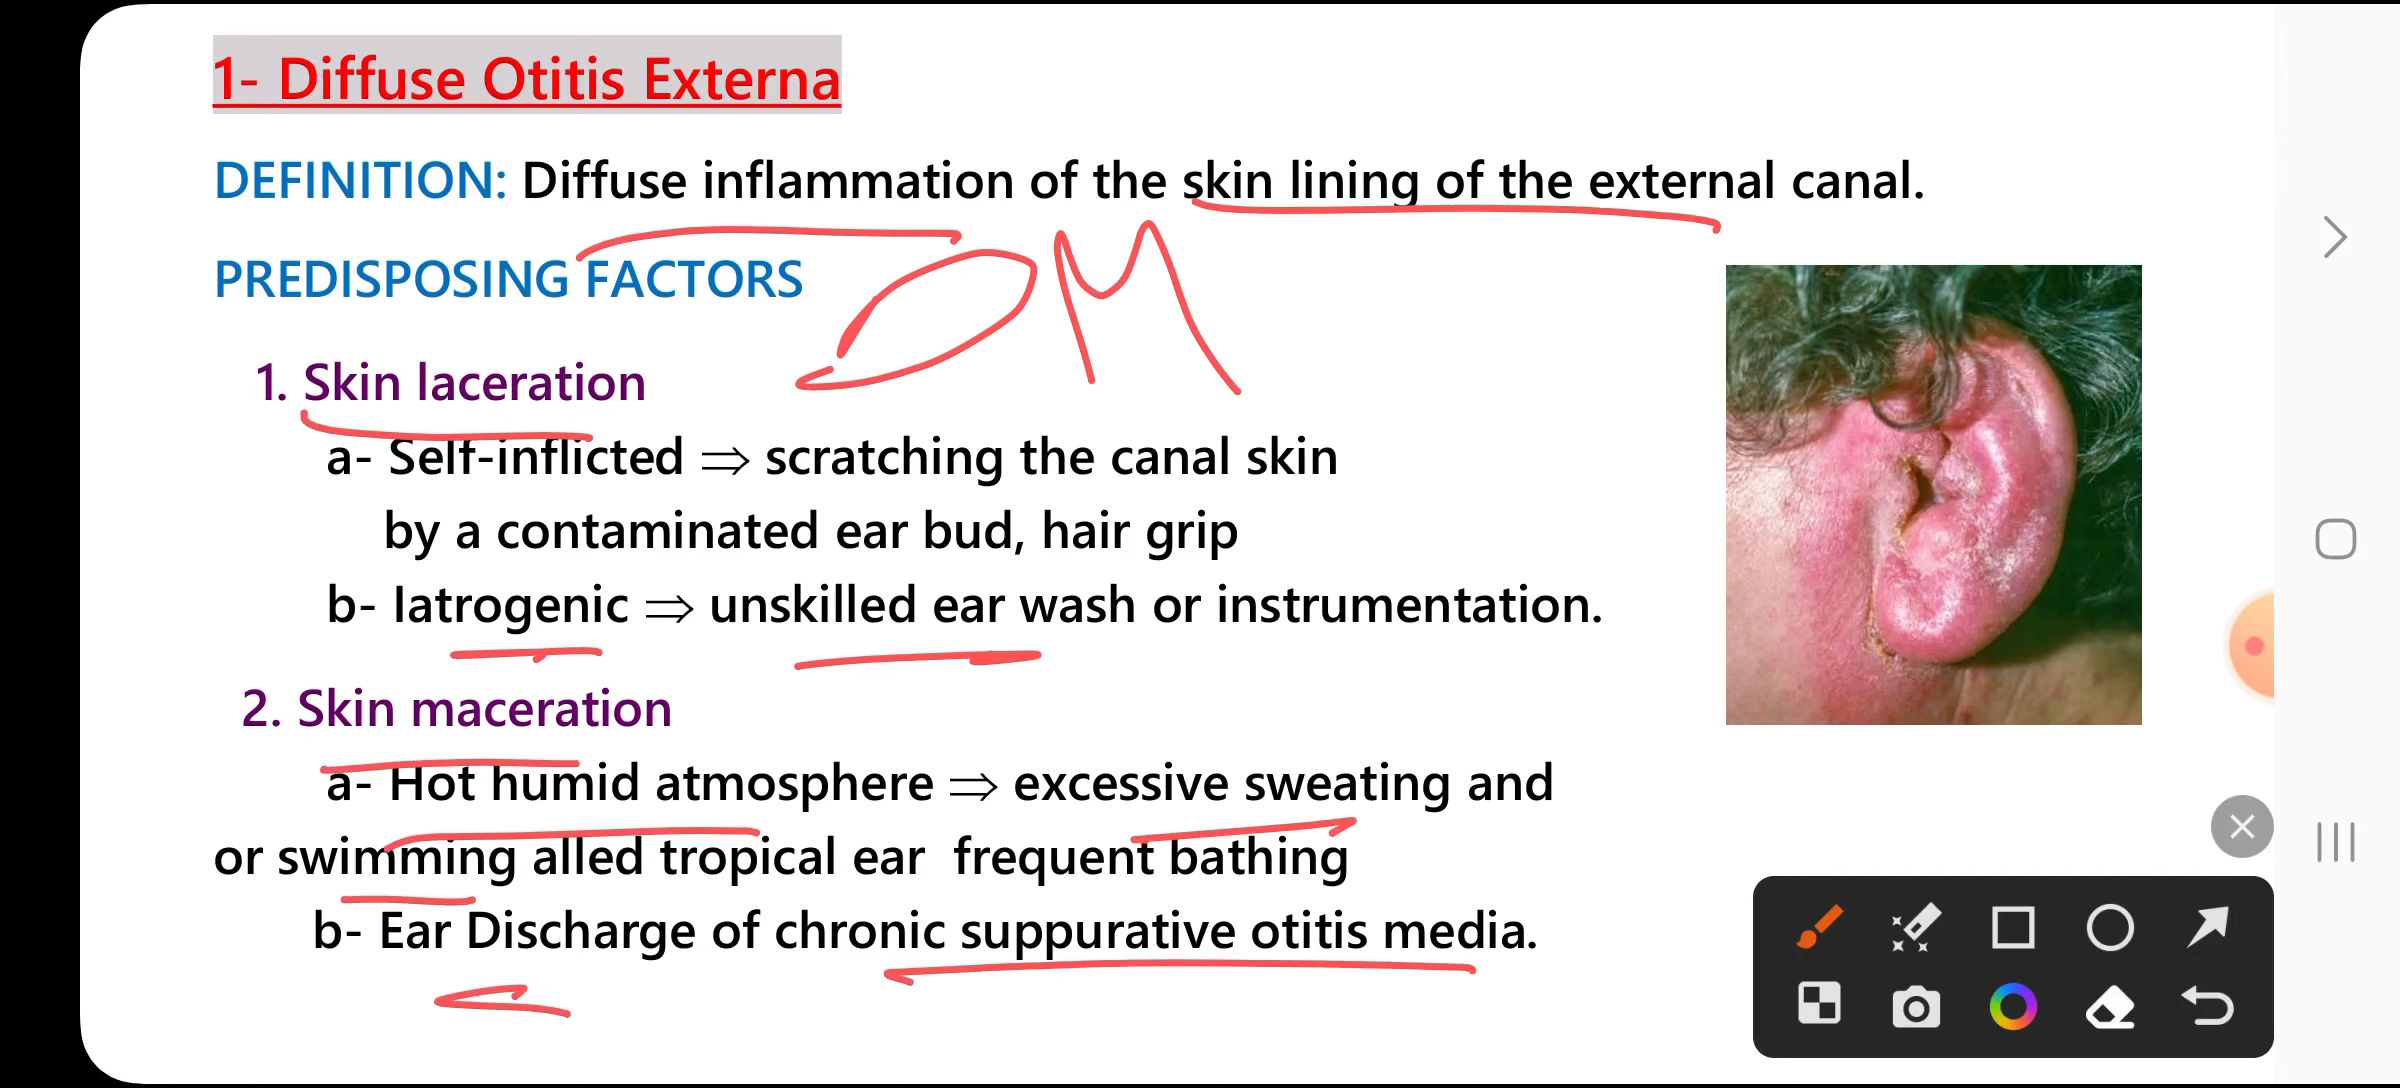 1- Diffuse Otitis Externa
DEFINITION: Diffuse inflammation of the skin lining of the external canal.
PREDISPOSING FACTORS
OM
1. Skin laceration
a- Self-inflicted ⇒ scratching the canal skin
by a contaminated ear bud, hair grip
b- Iatrogenic ⇒ unskilled ear wash or instrumentation.
2. Skin maceration
a- Hot humid atmosphere ⇒ excessive sweating and
or swimming alled tropical ear frequent bathing
b- Ear Discharge of chronic suppurative otitis media.